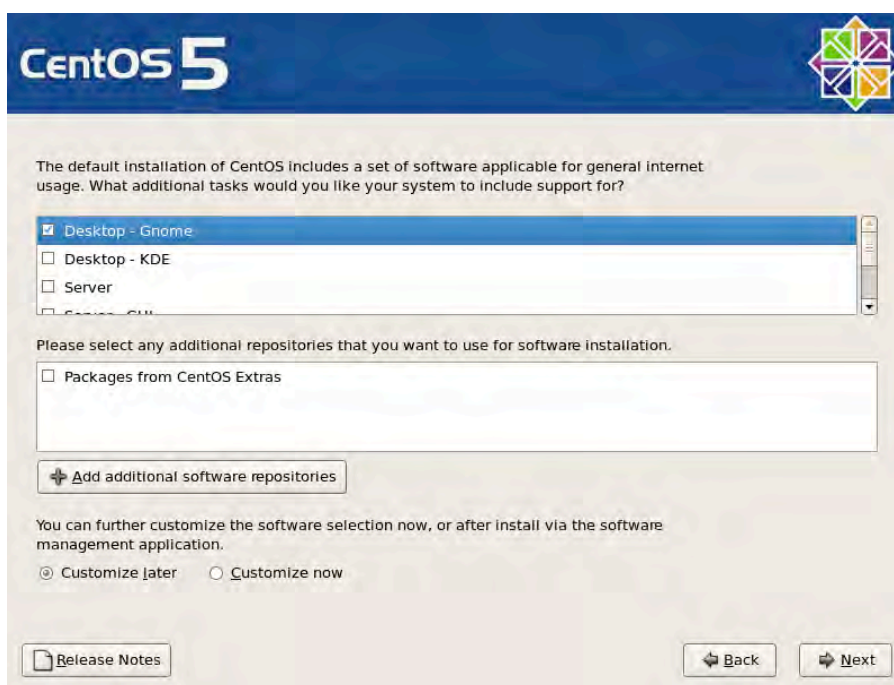 CentOS 5
The default installation of CentOS includes a set of software applicable for general internet
usage. What additional tasks would you like your system to include support for?
Desktop - Gnome
Desktop - KDE
Server
Please select any additional repositories that you want to use for software installation.
Packages from CentOS Extras
Add additional software repositories
You can further customize the software selection now, or after install via the software
management application.
Customize later Customize now
Release Notes Back Next